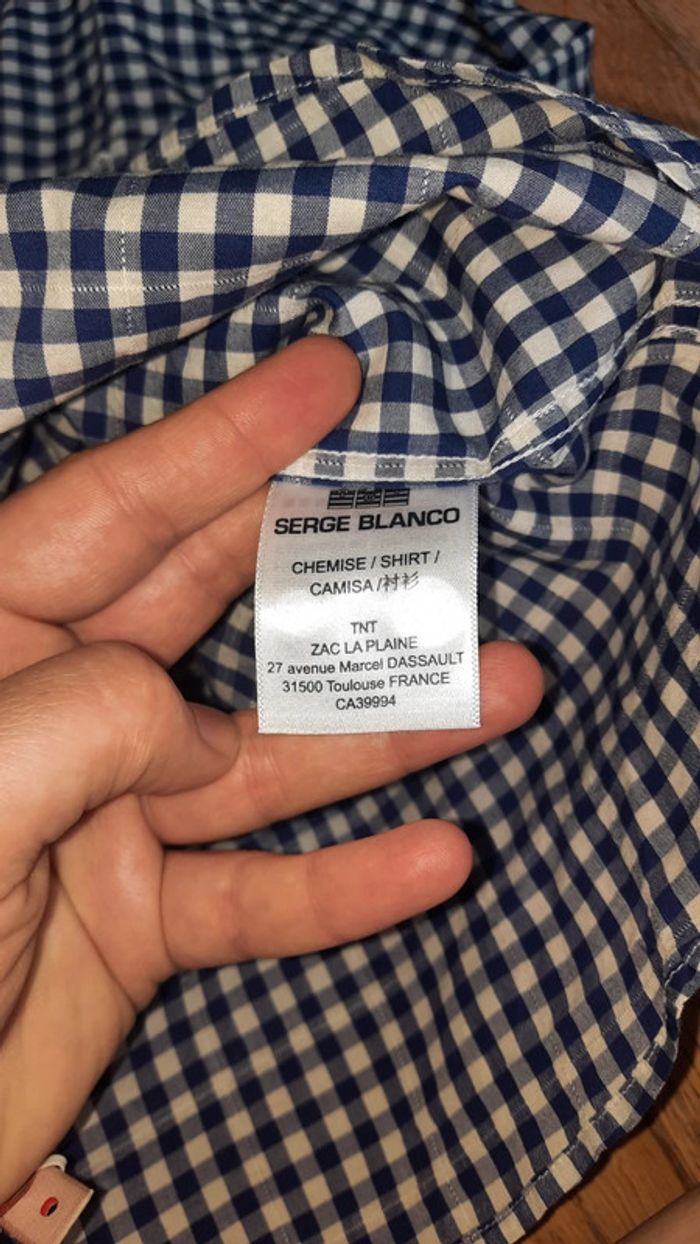 SERGE BLANCO
CHEMISE / SHIRT /
CAMISA /衬衫
TNT
ZAC LA PLAINE
27 avenue Marcel DASSAULT
31500 Toulouse FRANCE
CA39994